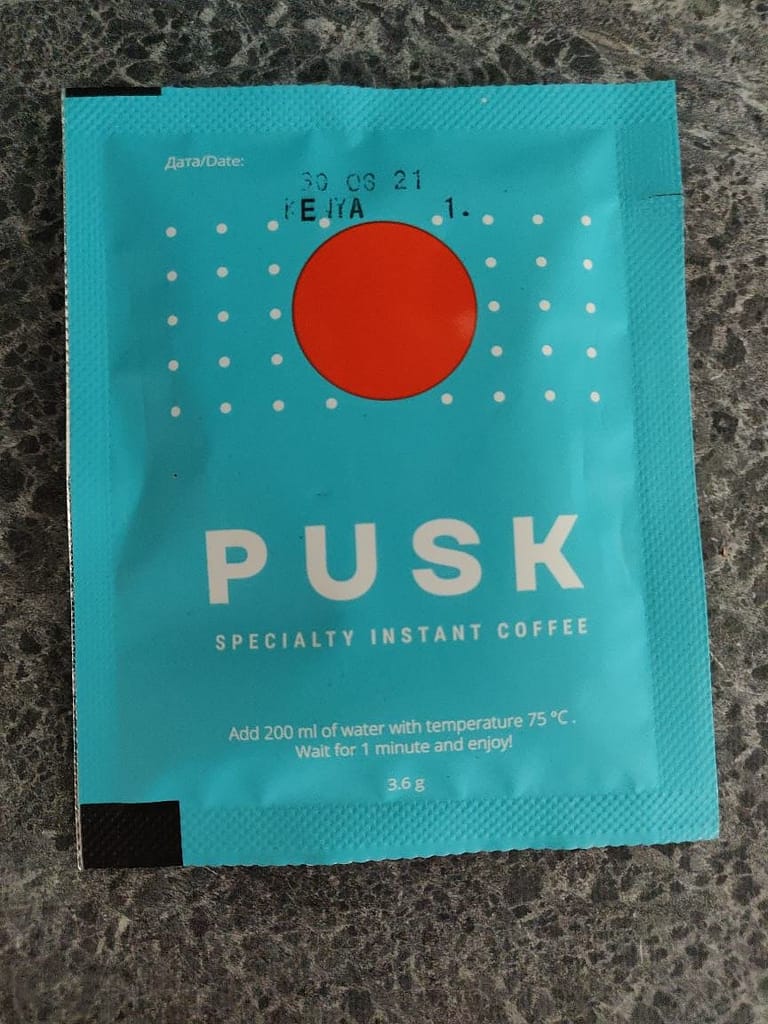 Дата/Date:
30 08 21
KENYA 1.
PUSK
SPECIALTY INSTANT COFFEE
Add 200 ml of water with temperature 75 °C .
Wait for 1 minute and enjoy!
3.6 g